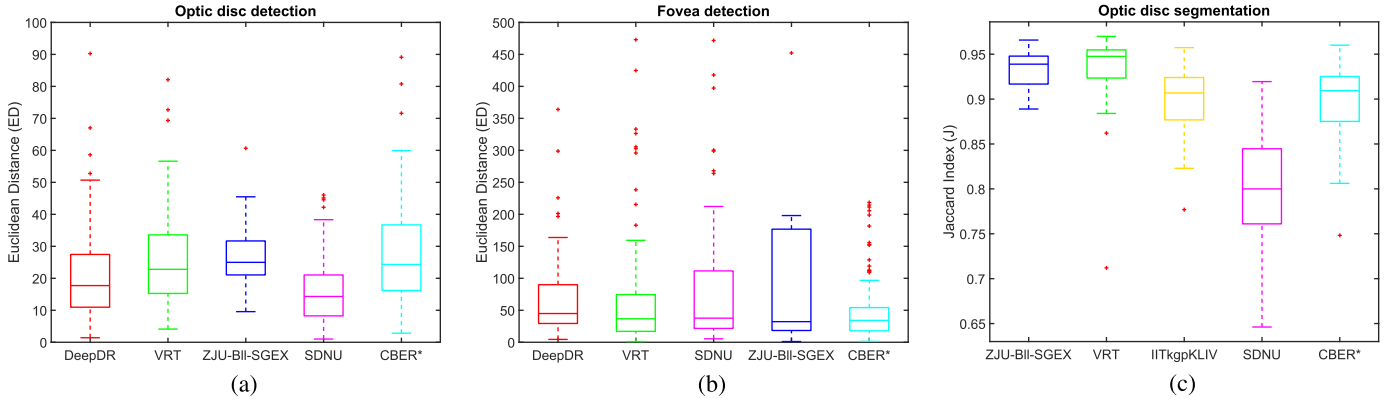 Optic disc detection
Euclidean Distance (ED)
100
90
80
70
60
50
40
30
20
10
0
DeepDR VRT ZJU-BII-SGEX SDNU CBER*
(a)
Fovea detection
Euclidean Distance (ED)
500
450
400
350
300
250
200
150
100
50
0
DeepDR VRT SDNU ZJU-BII-SGEX CBER*
(b)
Optic disc segmentation
Jaccard Index (J)
0.95
0.9
0.85
0.8
0.75
0.7
0.65
ZJU-BII-SGEX VRT IITkgpKLIV SDNU CBER*
(c)